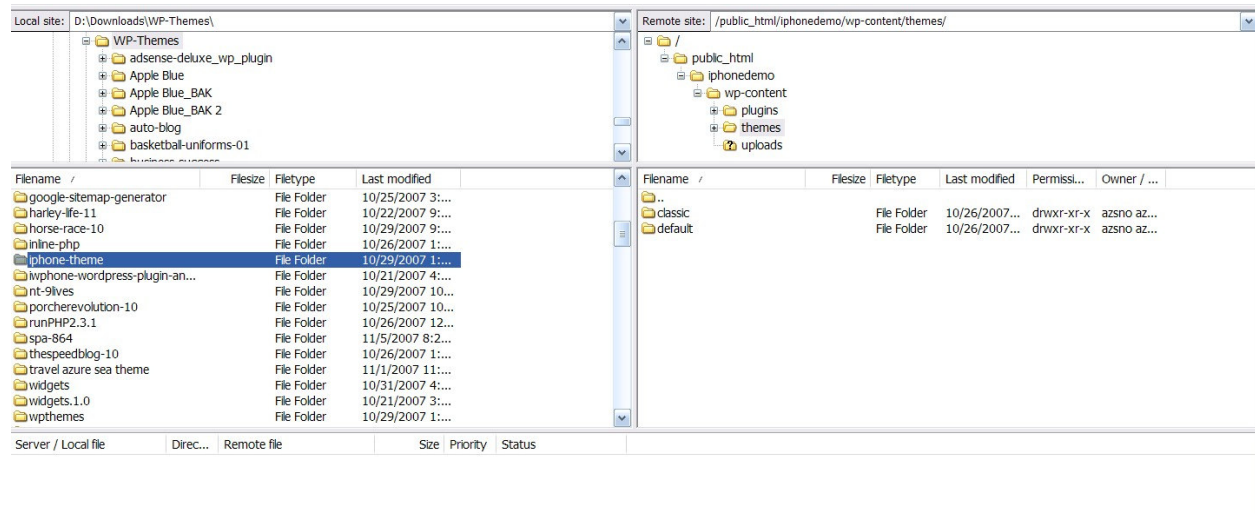 Local site: D:\Downloads\WP-Themes\
WP-Themes
adsense-deluxe_wp_plugin
Apple Blue
Apple Blue_BAK
Apple Blue_BAK 2
auto-blog
basketball-uniforms-01
business-success
Filename / Filesize Filetype Last modified
google-sitemap-generator File Folder 10/25/2007 3:...
harley-life-11 File Folder 10/22/2007 9:...
horse-race-10 File Folder 10/29/2007 9:...
inline-php File Folder 10/26/2007 1:...
iphone-theme File Folder 10/29/2007 1:...
iwphone-wordpress-plugin-an... File Folder 10/21/2007 4:...
nt-9lives File Folder 10/29/2007 10...
porcherevolution-10 File Folder 10/25/2007 10...
runPHP2.3.1 File Folder 10/26/2007 12...
spa-864 File Folder 11/5/2007 8:2...
thespeedblog-10 File Folder 10/26/2007 1:...
travel azure sea theme File Folder 11/1/2007 11:...
widgets File Folder 10/31/2007 4:...
widgets.1.0 File Folder 10/21/2007 3:...
wpthemes File Folder 10/29/2007 1:...
Remote site: /public_html/iphonedemo/wp-content/themes/
/
public_html
iphonedemo
wp-content
plugins
themes
uploads
Filename / Filesize Filetype Last modified Permissi... Owner / ...
..
classic File Folder 10/26/2007... drwxr-xr-x azsno az...
default File Folder 10/26/2007... drwxr-xr-x azsno az...
Server / Local file Direc... Remote file Size Priority Status